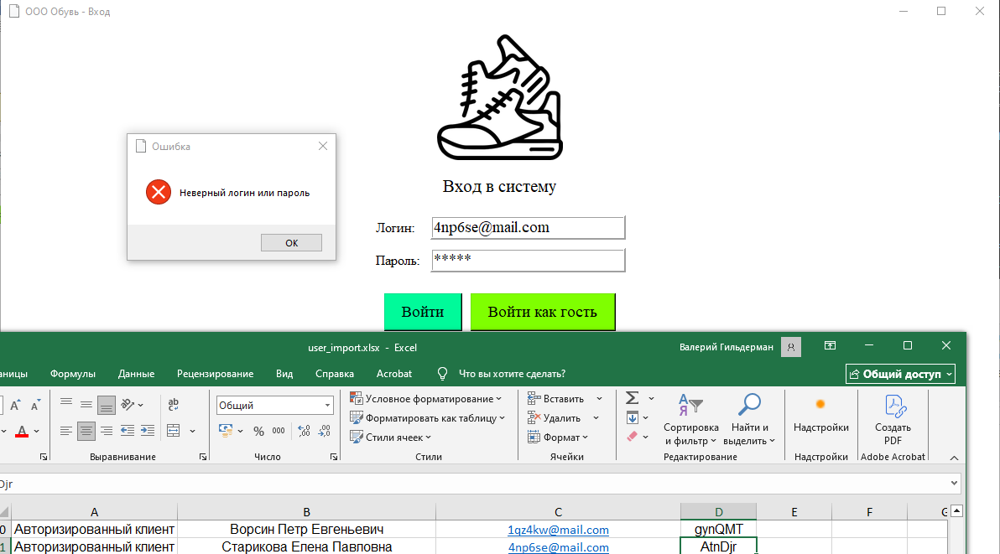 ООО Обувь - Вход
Ошибка
Неверный логин или пароль
ОК
Вход в систему
Логин: 4np6se@mail.com
Пароль: *****
Войти Войти как гость
user_import.xlsx - Excel Валерий Гильдерман
аницы Формулы Данные Рецензирование Вид Справка Acrobat Что вы хотите сделать? Общий доступ
Общий Условное форматирование Вставить
Форматировать как таблицу Удалить Сортировка и фильтр Найти и выделить Надстройки Создать PDF
% 000 Стили ячеек Формат
Выравнивание Число Стили Ячейки Редактирование Надстройки Adobe Acrobat
Djr
A B C D E F G
0 Авторизированный клиент Ворсин Петр Евгеньевич 1qz4kw@mail.com gynQMT
1 Авторизированный клиент Старикова Елена Павловна 4np6se@mail.com AtnDjr